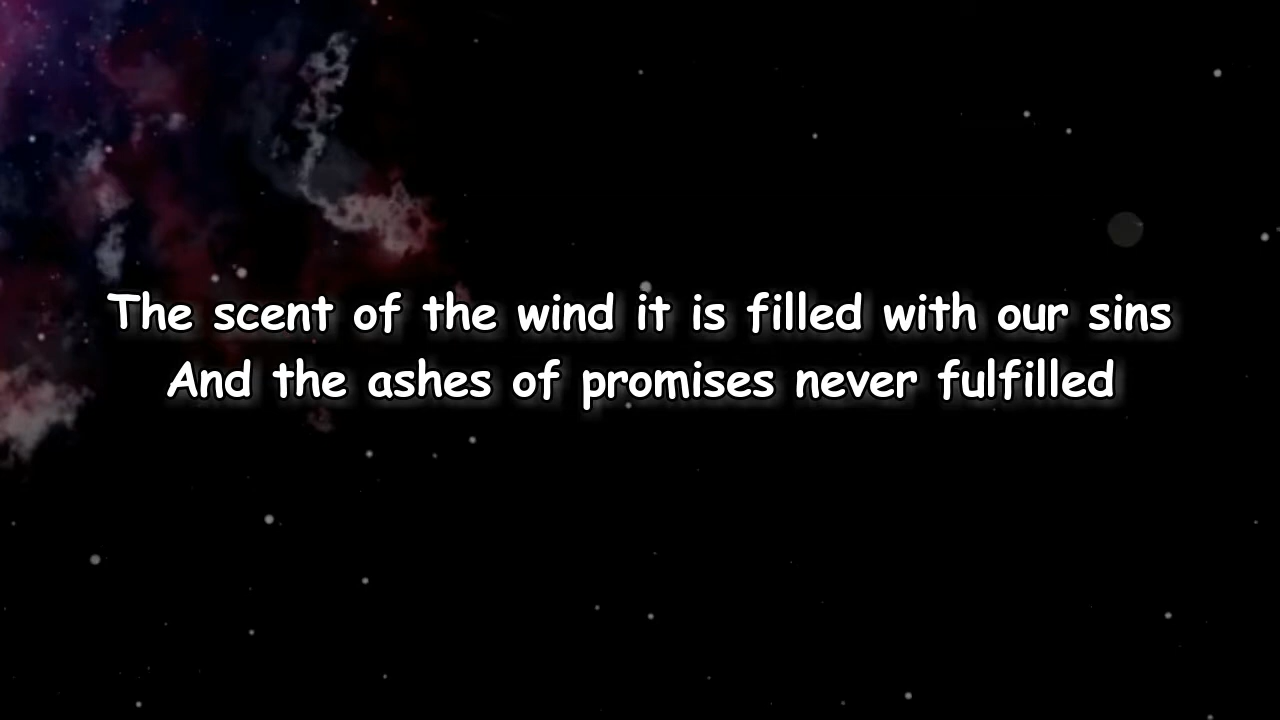 The scent of the wind it is filled with our sins
And the ashes of promises never fulfilled